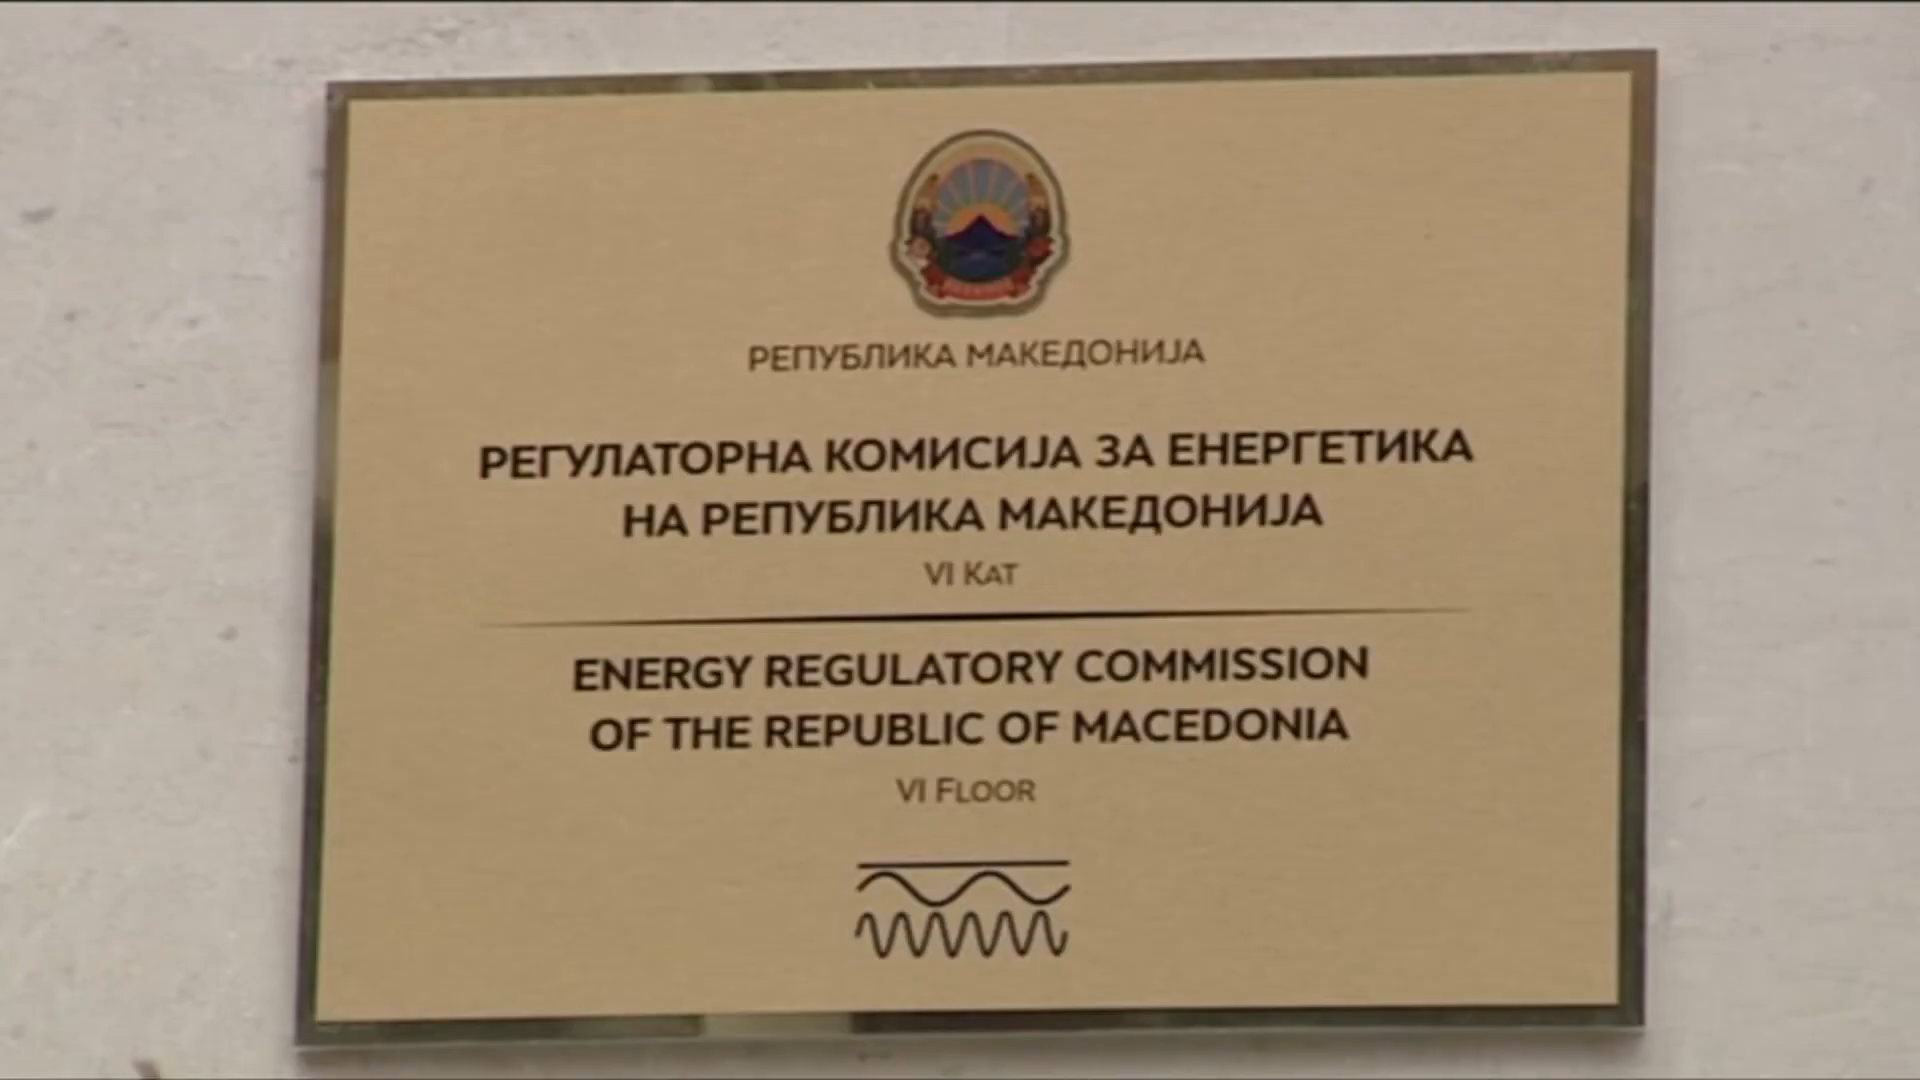 РЕПУБЛИКА МАКЕДОНИЈА
РЕГУЛАТОРНА КОМИСИЈА ЗА ЕНЕРГЕТИКА
НА РЕПУБЛИКА МАКЕДОНИЈА
VI КАТ
ENERGY REGULATORY COMMISSION
OF THE REPUBLIC OF MACEDONIA
VI FLOOR